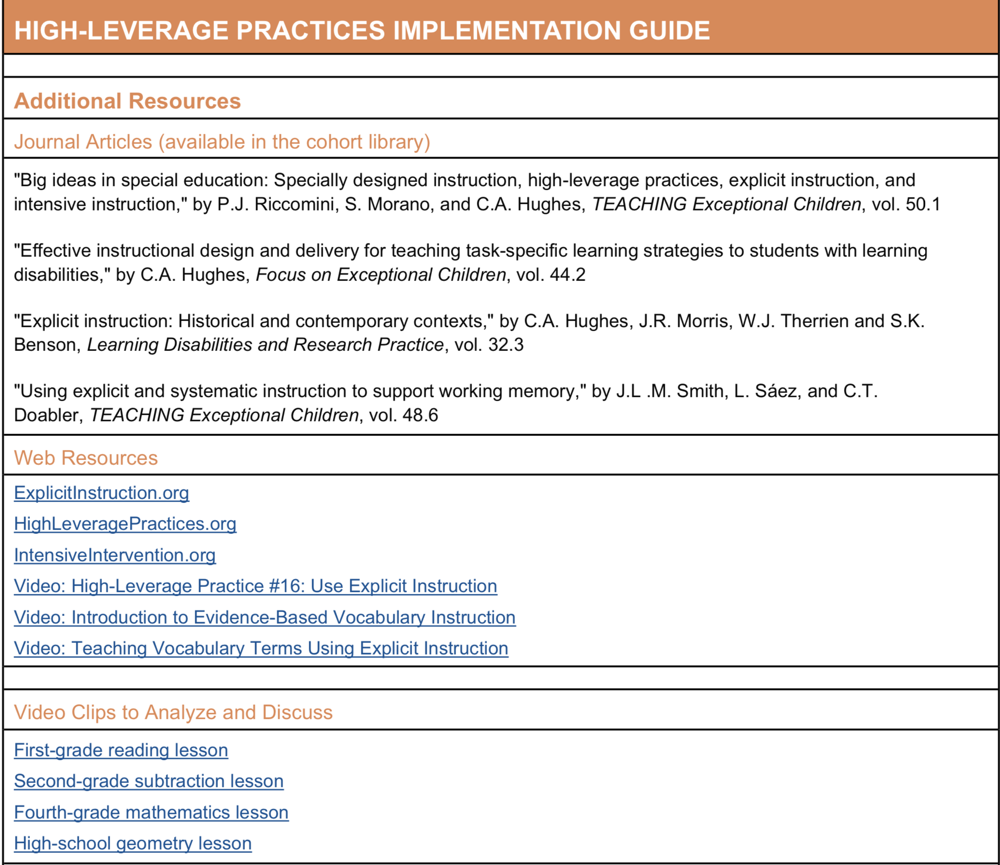 HIGH-LEVERAGE PRACTICES IMPLEMENTATION GUIDE
Additional Resources
Journal Articles (available in the cohort library)
"Big ideas in special education: Specially designed instruction, high-leverage practices, explicit instruction, and
intensive instruction," by P.J. Riccomini, S. Morano, and C.A. Hughes, TEACHING Exceptional Children, vol. 50.1
"Effective instructional design and delivery for teaching task-specific learning strategies to students with learning
disabilities," by C.A. Hughes, Focus on Exceptional Children, vol. 44.2
"Explicit instruction: Historical and contemporary contexts," by C.A. Hughes, J.R. Morris, W.J. Therrien and S.K.
Benson, Learning Disabilities and Research Practice, vol. 32.3
"Using explicit and systematic instruction to support working memory," by J.L .M. Smith, L. Sáez, and C.T.
Doabler, TEACHING Exceptional Children, vol. 48.6
Web Resources
ExplicitInstruction.org
HighLeveragePractices.org
IntensiveIntervention.org
Video: High-Leverage Practice #16: Use Explicit Instruction
Video: Introduction to Evidence-Based Vocabulary Instruction
Video: Teaching Vocabulary Terms Using Explicit Instruction
Video Clips to Analyze and Discuss
First-grade reading lesson
Second-grade subtraction lesson
Fourth-grade mathematics lesson
High-school geometry lesson